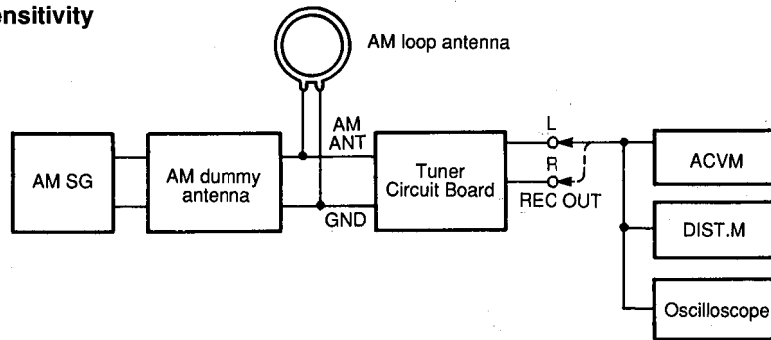 ensitivity
AM loop antenna
AM SG
AM dummy
antenna
AM
ANT
GND
Tuner
Circuit Board
L
R
REC OUT
ACVM
DIST.M
Oscilloscope